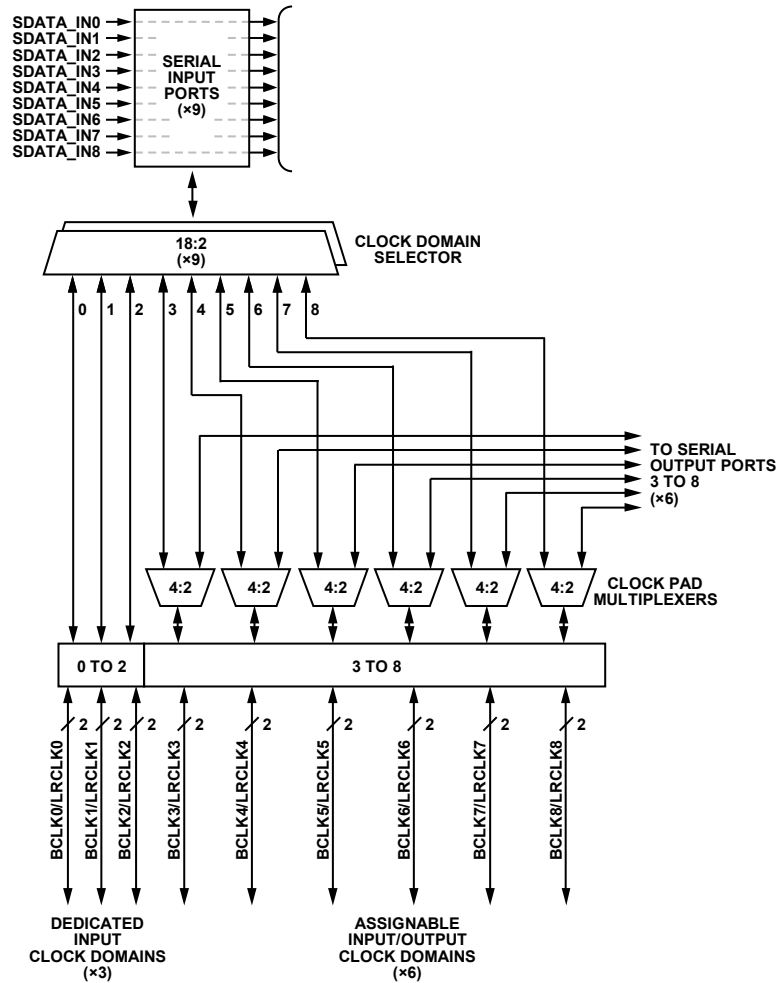 SDATA_IN0
SDATA_IN1
SDATA_IN2
SDATA_IN3
SDATA_IN4
SDATA_IN5
SDATA_IN6
SDATA_IN7
SDATA_IN8
SERIAL
INPUT
PORTS
(×9)
18:2
(×9)
CLOCK DOMAIN
SELECTOR
0
1
2
3
4
5
6
7
8
TO SERIAL
OUTPUT PORTS
3 TO 8
(×6)
4:2
4:2
4:2
4:2
4:2
4:2
CLOCK PAD
MULTIPLEXERS
0 TO 2
3 TO 8
2
2
2
2
2
2
2
2
2
BCLK0/LRCLK0
BCLK1/LRCLK1
BCLK2/LRCLK2
BCLK3/LRCLK3
BCLK4/LRCLK4
BCLK5/LRCLK5
BCLK6/LRCLK6
BCLK7/LRCLK7
BCLK8/LRCLK8
DEDICATED
INPUT
CLOCK DOMAINS
(×3)
ASSIGNABLE
INPUT/OUTPUT
CLOCK DOMAINS
(×6)